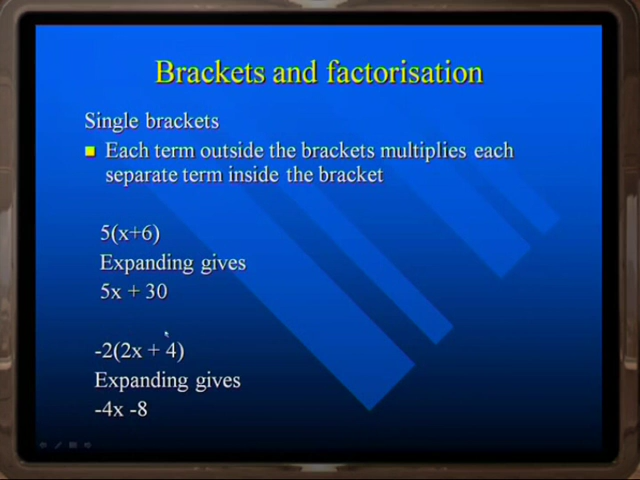 Brackets and factorisation
Single brackets
Each term outside the brackets multiplies each
separate term inside the bracket
5(x+6)
Expanding gives
5x + 30
-2(2x + 4)
Expanding gives
-4x -8